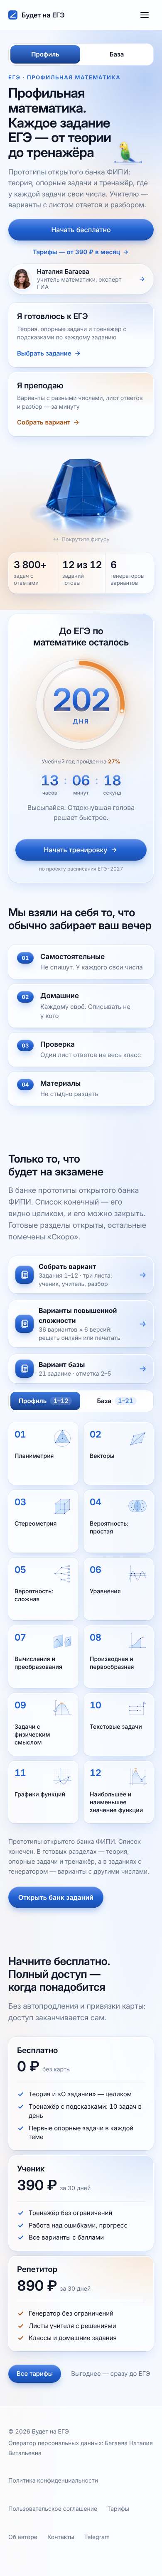 Будет на ЕГЭ
Профиль
База
ЕГЭ · ПРОФИЛЬНАЯ МАТЕМАТИКА
Профильная
математика.
Каждое задание
ЕГЭ — от теории
до тренажёра
Прототипы открытого банка ФИПИ:
теория, опорные задачи и тренажёр, где
у каждой задачи свои числа. Учителю —
варианты с листом ответов и разбором.
Начать бесплатно
Тарифы — от 390 ₽ в месяц →
Наталия Багаева
учитель математики, эксперт
ГИА
→
Я готовлюсь к ЕГЭ
Теория, опорные задачи и тренажёр с
подсказками по каждому заданию
Выбрать задание →
Я преподаю
Варианты с разными числами, лист ответов
и разбор — за минуту
Собрать вариант →
↔ Покрутите фигуру
3 800+
задач с
ответами
12 из 12
заданий
готовы
6
генераторов
вариантов
До ЕГЭ по
математике осталось
202
ДНЯ
Учебный год пройден на 27%
13 : 06 : 18
часов минут секунд
Высыпайся. Отдохнувшая голова
решает быстрее.
Начать тренировку →
по проекту расписания ЕГЭ-2027
Мы взяли на себя то, что
обычно забирает ваш вечер
01
Самостоятельные
Не спишут. У каждого свои числа
02
Домашние
Каждому своё. Списывать не
у кого
03
Проверка
Один лист ответов на весь класс
04
Материалы
Не стыдно раздать
Только то, что
будет на экзамене
В банке прототипы открытого банка
ФИПИ. Список конечный — его
видно целиком, и его можно закрыть.
Готовые разделы открыты, остальные
помечены «Скоро».
Собрать вариант
Задания 1–12 · три листа:
ученик, учитель, разбор
→
Варианты повышенной
сложности
36 вариантов × 6 версий:
решать онлайн или печатать
→
Вариант базы
21 задание · отметка 2–5
→
Профиль 1–12
База 1–21
01
Планиметрия
02
Векторы
03
Стереометрия
04
Вероятность:
простая
05
Вероятность:
сложная
06
Уравнения
07
Вычисления и
преобразования
08
Производная и
первообразная
09
Задачи с
физическим
смыслом
10
Текстовые задачи
11
Графики функций
12
Наибольшее и
наименьшее
значение функции
Прототипы открытого банка ФИПИ. Список
конечен. В готовых разделах — теория,
опорные задачи и тренажёр, а в заданиях с
генератором — варианты с другими числами.
Открыть банк заданий
Начните бесплатно.
Полный доступ —
когда понадобится
Без автопродления и привязки карты:
доступ заканчивается сам.
Бесплатно
0 ₽ без карты
✓ Теория и «О задании» — целиком
✓ Тренажёр с подсказками: 10 задач в
день
✓ Первые опорные задачи в каждой
теме
Ученик
390 ₽ за 30 дней
✓ Тренажёр без ограничений
✓ Работа над ошибками, прогресс
✓ Все варианты с баллами
Репетитор
890 ₽ за 30 дней
✓ Генератор без ограничений
✓ Листы учителя с решениями
✓ Классы и домашние задания
Все тарифы
Выгоднее — сразу до ЕГЭ
© 2026 Будет на ЕГЭ
Оператор персональных данных: Багаева Наталия
Витальевна
Политика конфиденциальности
Пользовательское соглашение Тарифы
Об авторе Контакты Telegram